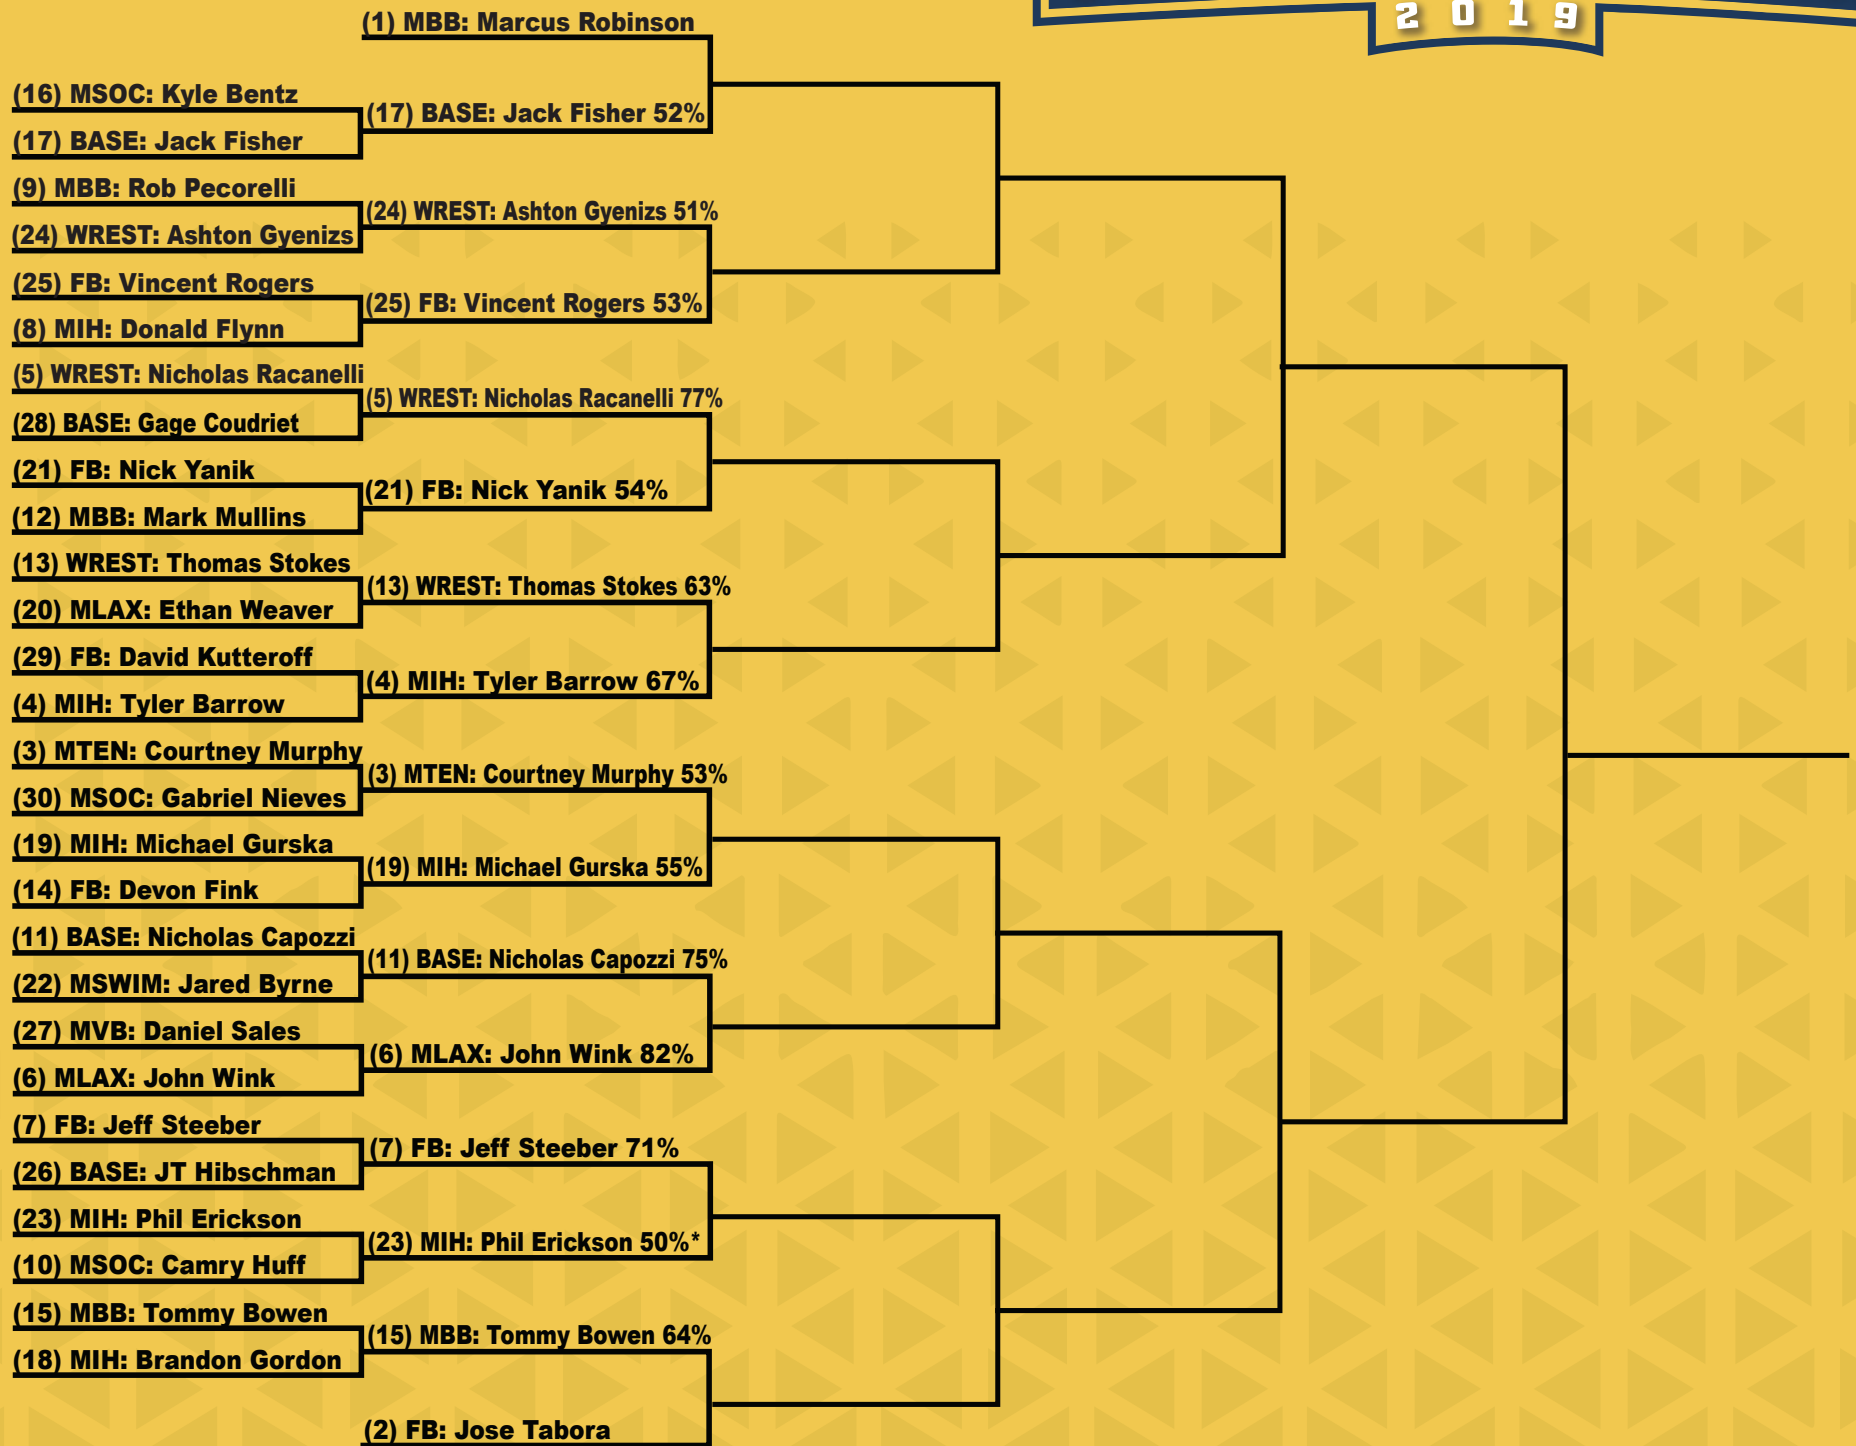 2019
(1) MBB: Marcus Robinson
(16) MSOC: Kyle Bentz
(17) BASE: Jack Fisher
(17) BASE: Jack Fisher 52%
(9) MBB: Rob Pecorelli
(24) WREST: Ashton Gyenizs
(24) WREST: Ashton Gyenizs 51%
(25) FB: Vincent Rogers
(8) MIH: Donald Flynn
(25) FB: Vincent Rogers 53%
(5) WREST: Nicholas Racanelli
(28) BASE: Gage Coudriet
(5) WREST: Nicholas Racanelli 77%
(21) FB: Nick Yanik
(12) MBB: Mark Mullins
(21) FB: Nick Yanik 54%
(13) WREST: Thomas Stokes
(20) MLAX: Ethan Weaver
(13) WREST: Thomas Stokes 63%
(29) FB: David Kutteroff
(4) MIH: Tyler Barrow
(4) MIH: Tyler Barrow 67%
(3) MTEN: Courtney Murphy
(30) MSOC: Gabriel Nieves
(3) MTEN: Courtney Murphy 53%
(19) MIH: Michael Gurska
(14) FB: Devon Fink
(19) MIH: Michael Gurska 55%
(11) BASE: Nicholas Capozzi
(22) MSWIM: Jared Byrne
(11) BASE: Nicholas Capozzi 75%
(27) MVB: Daniel Sales
(6) MLAX: John Wink
(6) MLAX: John Wink 82%
(7) FB: Jeff Steeber
(26) BASE: JT Hibschman
(7) FB: Jeff Steeber 71%
(23) MIH: Phil Erickson
(10) MSOC: Camry Huff
(23) MIH: Phil Erickson 50%*
(15) MBB: Tommy Bowen
(18) MIH: Brandon Gordon
(15) MBB: Tommy Bowen 64%
(2) FB: Jose Tabora